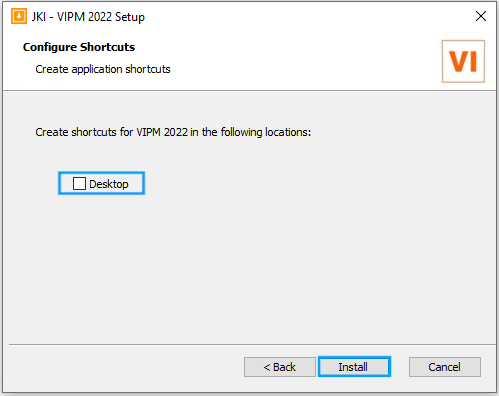 JKI - VIPM 2022 Setup
Configure Shortcuts
Create application shortcuts
VI
Create shortcuts for VIPM 2022 in the following locations:
Desktop
< Back
Install
Cancel